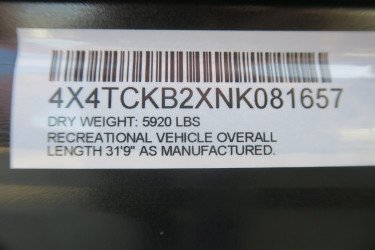 4X4TCKB2XNK081657
DRY WEIGHT: 5920 LBS
RECREATIONAL VEHICLE OVERALL
LENGTH 31'9" AS MANUFACTURED.